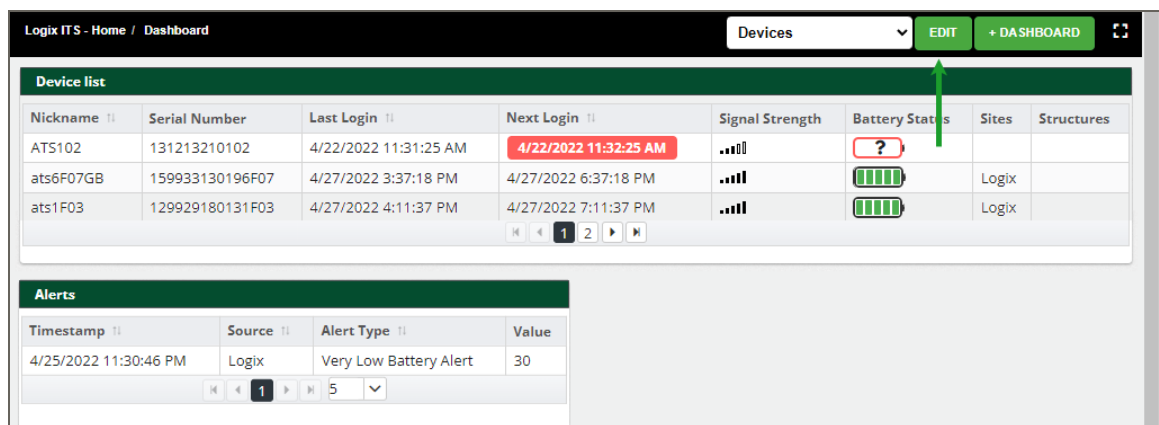 Logix ITS - Home / Dashboard Devices EDIT + DASHBOARD
Device list
Nickname Serial Number Last Login Next Login Signal Strength Battery Status Sites Structures
ATS102 131213210102 4/22/2022 11:31:25 AM 4/22/2022 11:32:25 AM ?
ats6F07GB 159933130196F07 4/27/2022 3:37:18 PM 4/27/2022 6:37:18 PM Logix
ats1F03 129929180131F03 4/27/2022 4:11:37 PM 4/27/2022 7:11:37 PM Logix
1 2
Alerts
Timestamp Source Alert Type Value
4/25/2022 11:30:46 PM Logix Very Low Battery Alert 30
1 5